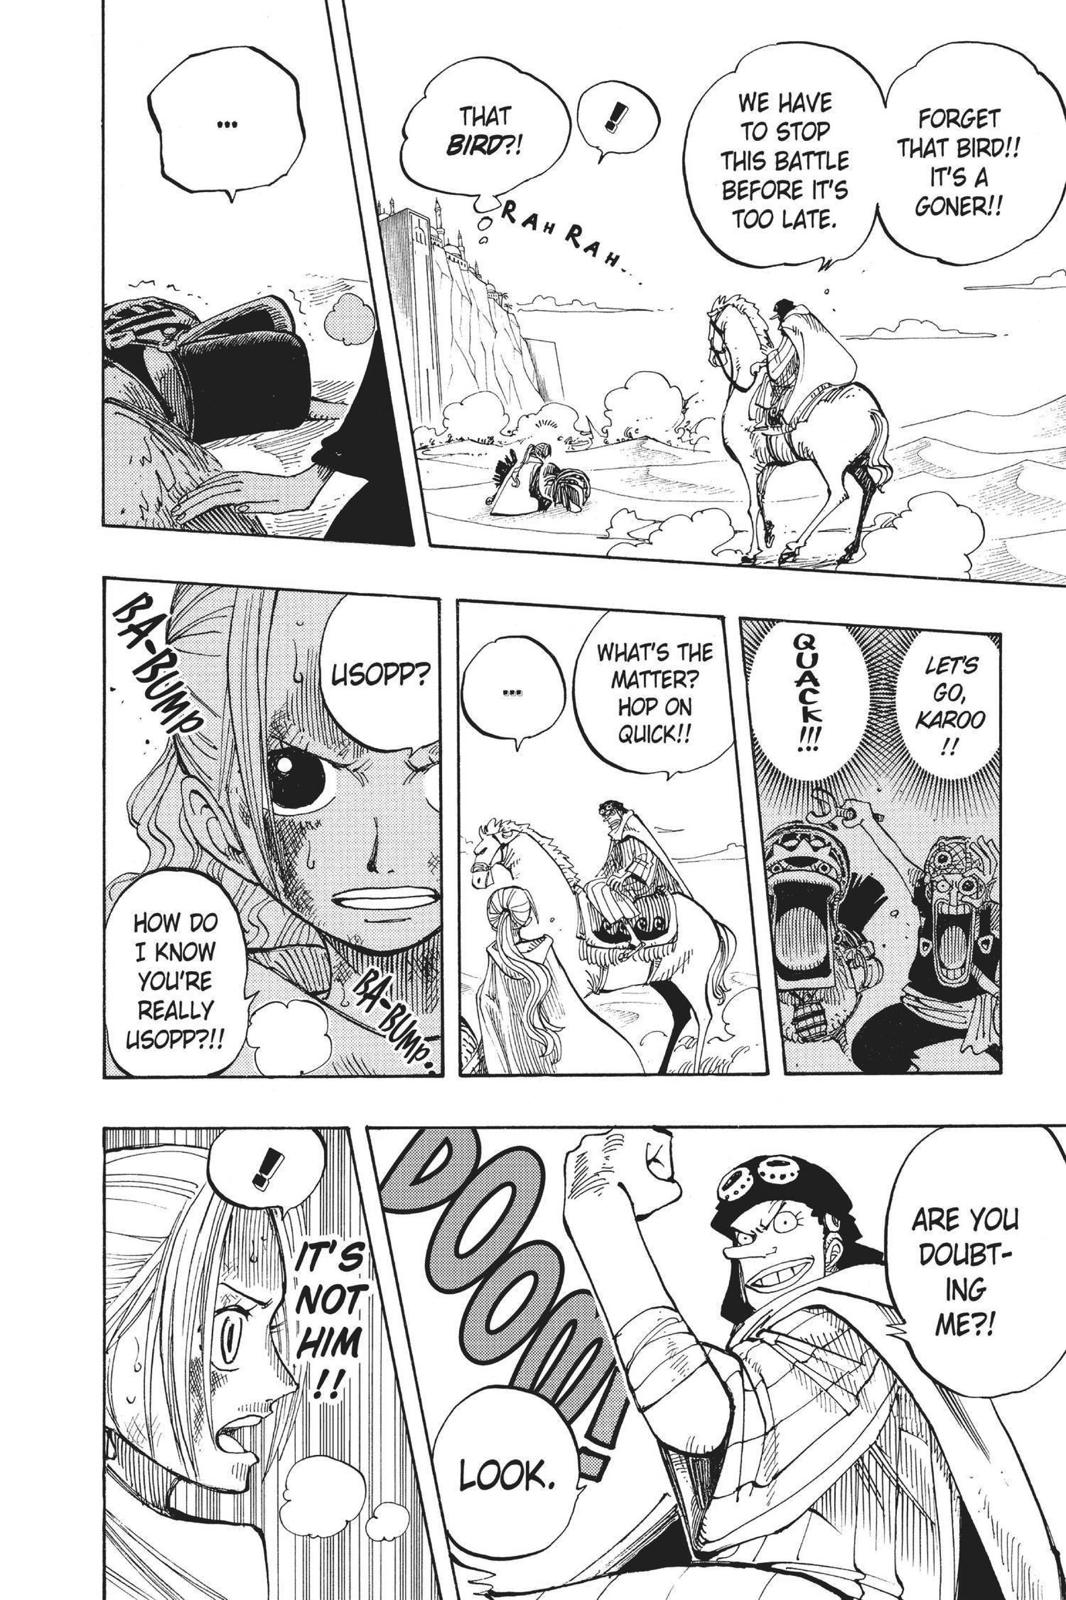 FORGET
THAT BIRD!!
IT'S A
GONER!!
WE HAVE
TO STOP
THIS BATTLE
BEFORE IT'S
TOO LATE.
!
THAT
BIRD?!
RAH RAH...
...
LET'S
GO,
KAROO
!!
QUACK!!!
WHAT'S THE
MATTER?
HOP ON
QUICK!!
...
USOPP?
BA-BUMP
HOW DO
I KNOW
YOU'RE
REALLY
USOPP?!!
BA-BUMP...
ARE YOU
DOUBT-
ING
ME?!
LOOK.
DOOOM!
!
IT'S
NOT
HIM
!!